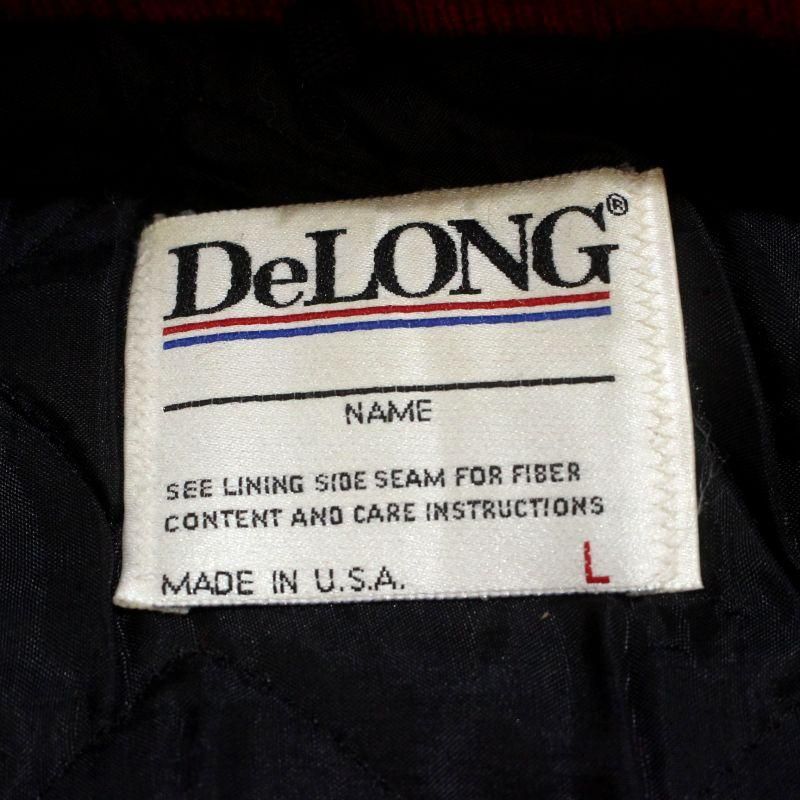 DeLONG®
NAME
SEE LINING SIDE SEAM FOR FIBER
CONTENT AND CARE INSTRUCTIONS
MADE IN U.S.A. L